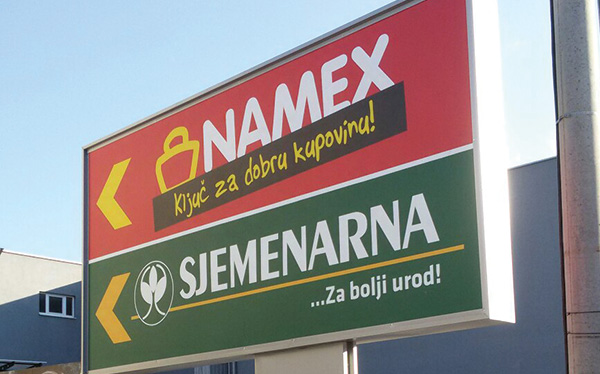 NAMEX
Ključ za dobru kupovinu!
SJEMENARNA
...Za bolji urod!